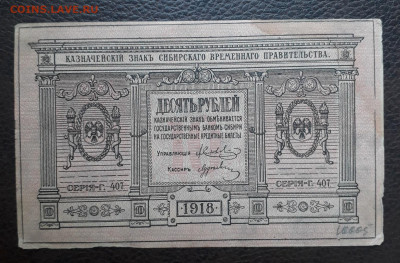 coins.lave.ru
КАЗНАЧЕЙСКІЙ ЗНАКЪ СИБИРСКАГО ВРЕМЕННАГО ПРАВИТЕЛЬСТВА.
ДЕСЯТЬ РУБЛЕЙ
КАЗНАЧЕЙСКІЙ ЗНАКЪ ОБМѢНИВАЕТСЯ
ГОСУДАРСТВЕННЫМЪ БАНКОМЪ СИБИРИ
НА ГОСУДАРСТВЕННЫЕ КРЕДИТНЫЕ БИЛЕТЫ
Управляющій
Кассиръ
СЕРІЯ-Г. 407.
СЕРІЯ-Г. 407.
·1918·